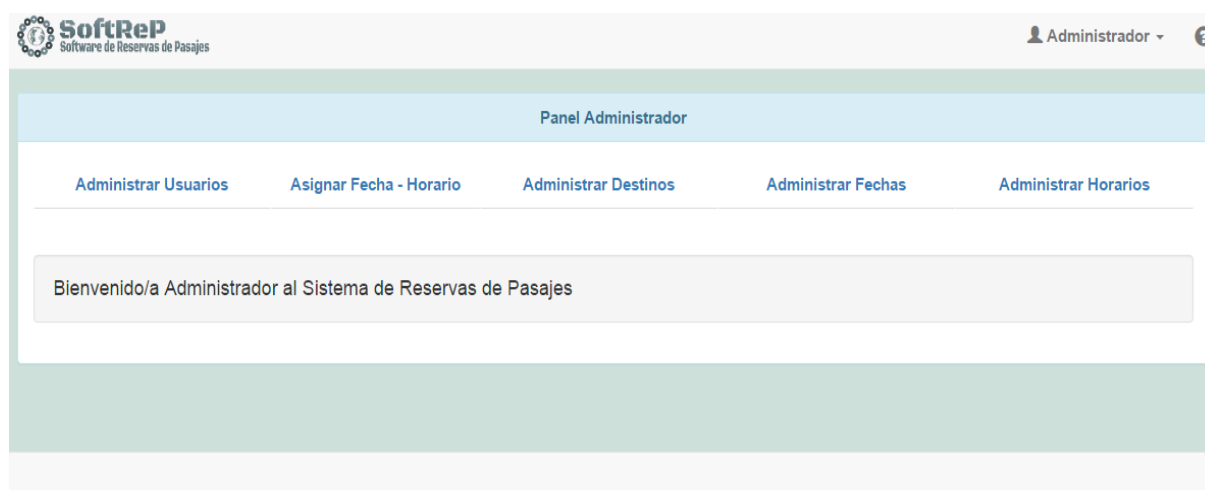 SoftReP
Software de Reservas de Pasajes
Administrador
Panel Administrador
Administrar Usuarios Asignar Fecha - Horario Administrar Destinos Administrar Fechas Administrar Horarios
Bienvenido/a Administrador al Sistema de Reservas de Pasajes